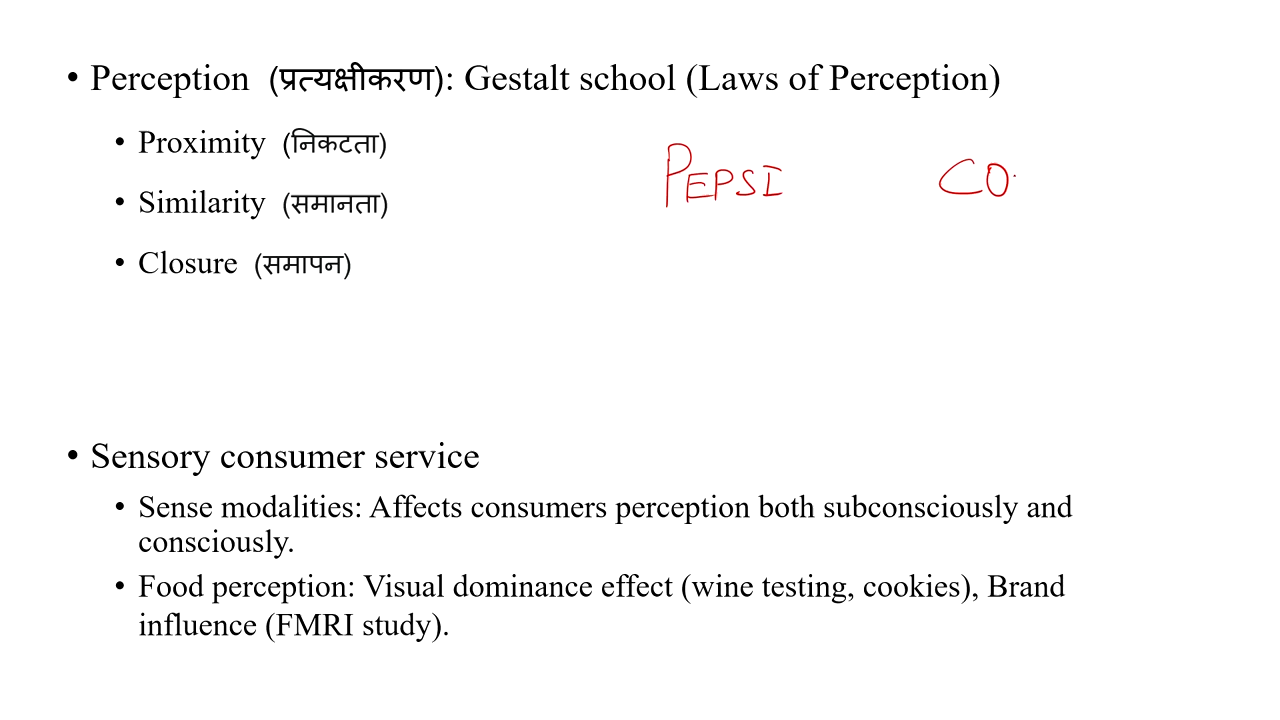 • Perception (प्रत्यक्षीकरण): Gestalt school (Laws of Perception)
• Proximity (निकटता)
PEPSI CO
• Similarity (समानता)
• Closure (समापन)
• Sensory consumer service
• Sense modalities: Affects consumers perception both subconsciously and
consciously.
• Food perception: Visual dominance effect (wine testing, cookies), Brand
influence (FMRI study).